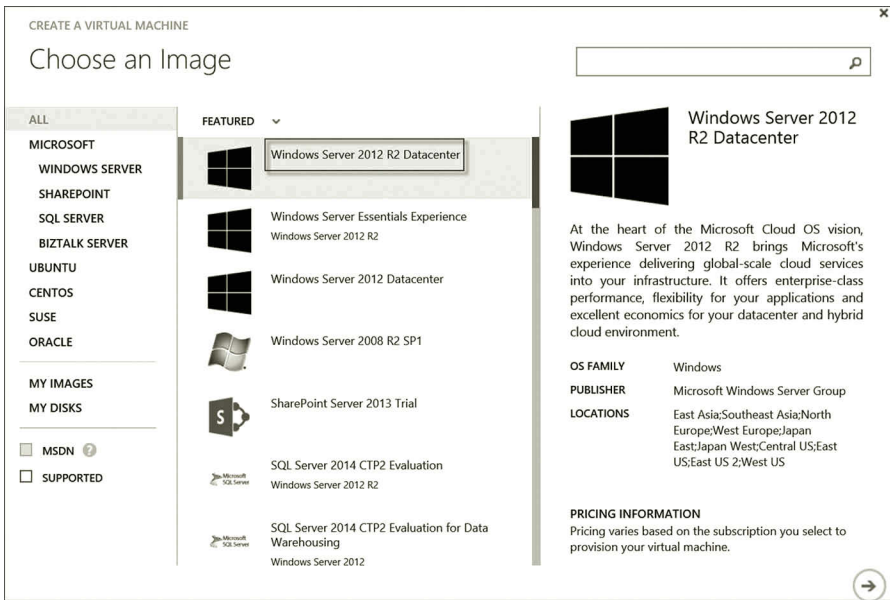 CREATE A VIRTUAL MACHINE
Choose an Image
ALL
MICROSOFT
WINDOWS SERVER
SHAREPOINT
SQL SERVER
BIZTALK SERVER
UBUNTU
CENTOS
SUSE
ORACLE
MY IMAGES
MY DISKS
MSDN ?
SUPPORTED
FEATURED
Windows Server 2012 R2 Datacenter
Windows Server Essentials Experience
Windows Server 2012 R2
Windows Server 2012 Datacenter
Windows Server 2008 R2 SP1
S
SharePoint Server 2013 Trial
Microsoft
SQL Server
SQL Server 2014 CTP2 Evaluation
Windows Server 2012 R2
Microsoft
SQL Server
SQL Server 2014 CTP2 Evaluation for Data
Warehousing
Windows Server 2012
Windows Server 2012
R2 Datacenter
At the heart of the Microsoft Cloud OS vision,
Windows Server 2012 R2 brings Microsoft's
experience delivering global-scale cloud services
into your infrastructure. It offers enterprise-class
performance, flexibility for your applications and
excellent economics for your datacenter and hybrid
cloud environment.
OS FAMILY Windows
PUBLISHER Microsoft Windows Server Group
LOCATIONS East Asia;Southeast Asia;North
Europe;West Europe;Japan
East;Japan West;Central US;East
US;East US 2;West US
PRICING INFORMATION
Pricing varies based on the subscription you select to
provision your virtual machine.